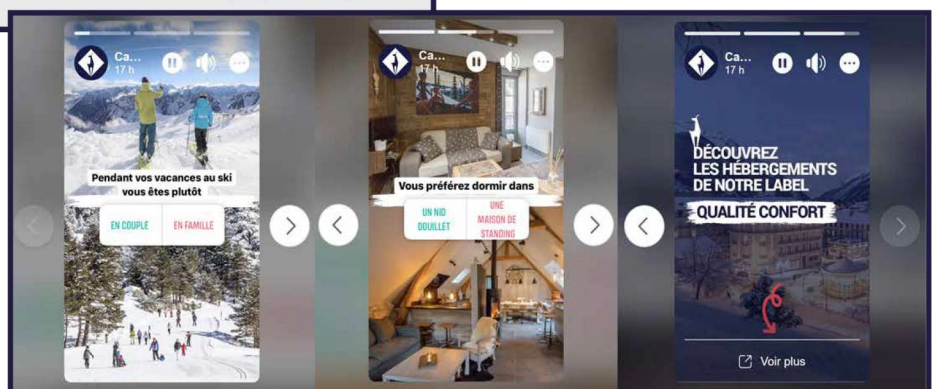 Ca...
17 h
Pendant vos vacances au ski
vous êtes plutôt
EN COUPLE
EN FAMILLE
Ca...
17 h
Vous préférez dormir dans
UN NID
DOUILLET
UNE
MAISON DE
STANDING
Ca...
17 h
DÉCOUVREZ
LES HÉBERGEMENTS
DE NOTRE LABEL
QUALITÉ CONFORT
Voir plus